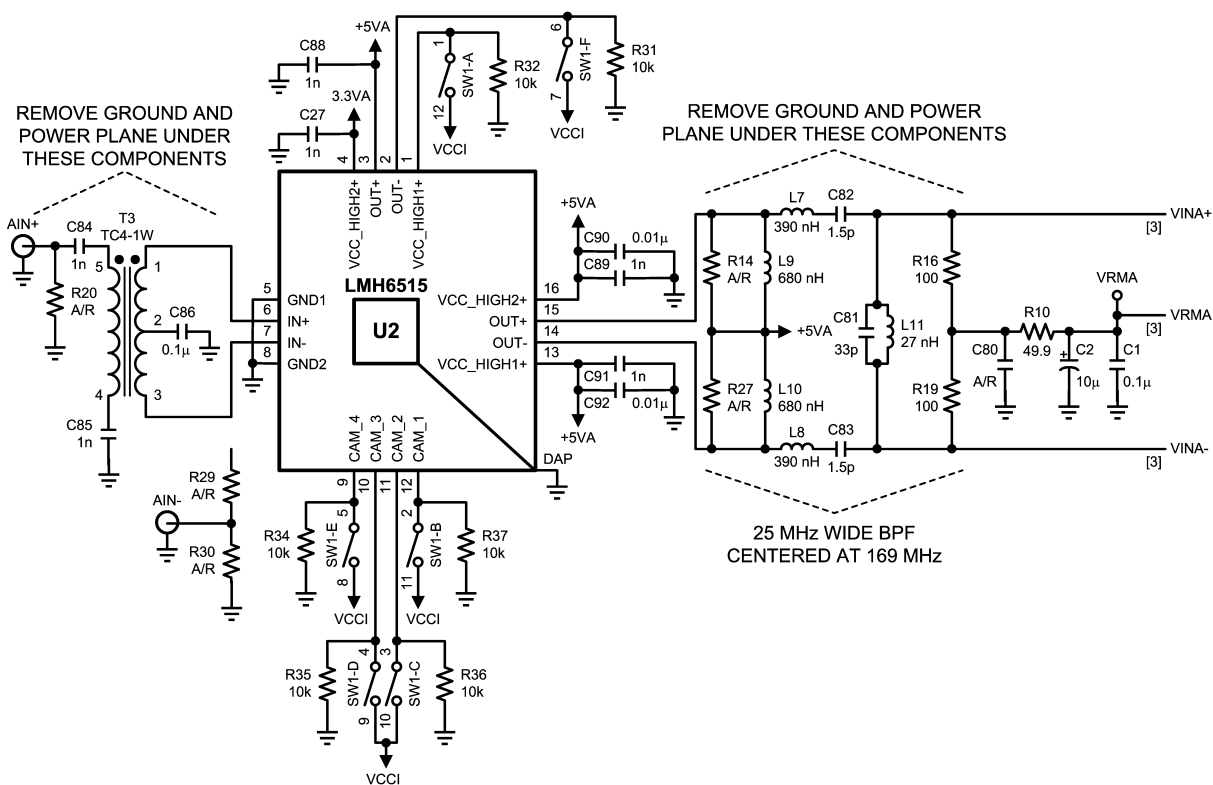 +5VA
C88
1n
3.3VA
C27
1n
4
3
2
1
VCC_HIGH2+
OUT+
OUT-
VCC_HIGH1+
1
SW1-A
12
VCCI
R32
10k
6
SW1-F
7
VCCI
R31
10k
REMOVE GROUND AND
POWER PLANE UNDER
THESE COMPONENTS
REMOVE GROUND AND POWER
PLANE UNDER THESE COMPONENTS
AIN+
C84
1n
T3
TC4-1W
R20
A/R
5
4
1
2
3
C86
0.1µ
C85
1n
5
6
7
8
GND1
IN+
IN-
GND2
LMH6515
U2
VCC_HIGH2+
OUT+
OUT-
VCC_HIGH1+
16
15
14
13
DAP
CAM_4
CAM_3
CAM_2
CAM_1
9
10
11
12
+5VA
C90
0.01µ
C89
1n
C91
1n
C92
0.01µ
+5VA
R14
A/R
R27
A/R
L9
680 nH
L10
680 nH
+5VA
L7
390 nH
C82
1.5p
L8
390 nH
C83
1.5p
C81
33p
L11
27 nH
R16
100
R19
100
R10
49.9
C80
A/R
+
C2
10µ
C1
0.1µ
VRMA
VINA+
[3]
VRMA
[3]
VINA-
[3]
25 MHz WIDE BPF
CENTERED AT 169 MHz
R29
A/R
AIN-
R30
A/R
R34
10k
5
SW1-E
8
VCCI
2
SW1-B
11
VCCI
R37
10k
R35
10k
4
SW1-D
9
3
SW1-C
10
R36
10k
VCCI